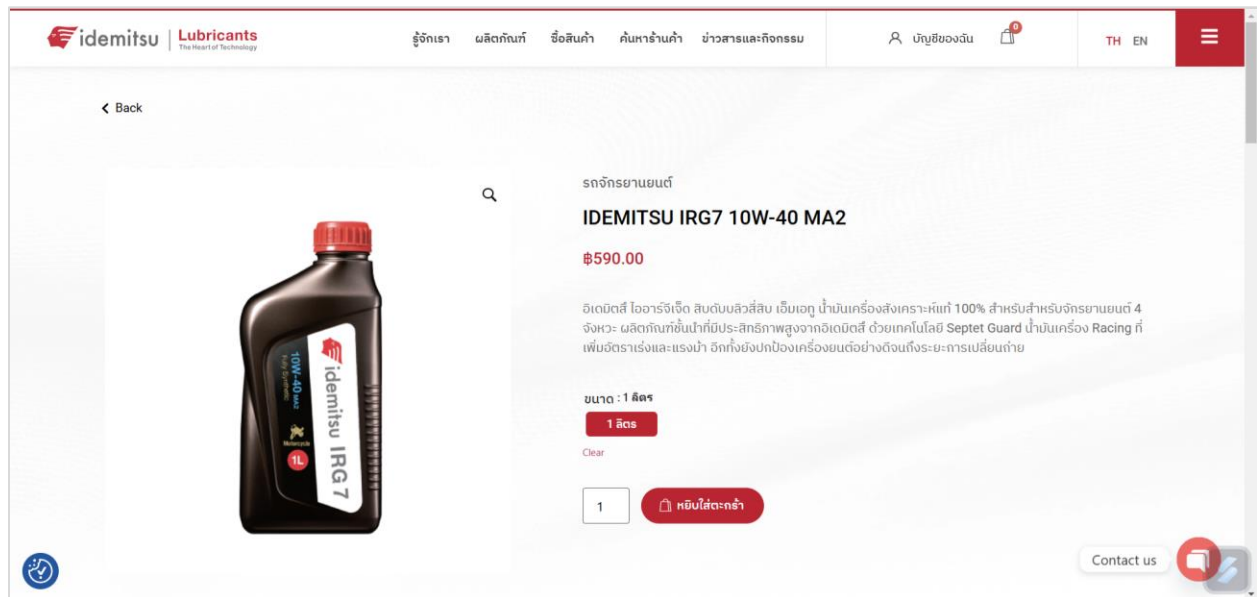 idemitsu Lubricants
The Heart of Technology
รู้จักเรา ผลิตภัณฑ์ ซื้อสินค้า ค้นหาร้านค้า ข่าวสารและกิจกรรม บัญชีของฉัน 0 TH EN
Back
รถจักรยานยนต์
IDEMITSU IRG7 10W-40 MA2
฿590.00
อิเดมิตสึ ไออาร์จีเจ็ด สิบดับบลิวสี่สิบ เอ็มเอทู น้ำมันเครื่องสังเคราะห์แท้ 100% สำหรับสำหรับจักรยานยนต์ 4
จังหวะ ผลิตภัณฑ์ชั้นนำที่มีประสิทธิภาพสูงจากอิเดมิตสึ ด้วยเทคโนโลยี Septet Guard น้ำมันเครื่อง Racing ที่
เพิ่มอัตราเร่งและแรงม้า อีกทั้งยังปกป้องเครื่องยนต์อย่างดีจนถึงระยะการเปลี่ยนถ่าย
ขนาด : 1 ลิตร
1 ลิตร
Clear
1 หยิบใส่ตะกร้า
idemitsu IRG 7
10W-40 MA2
Fully Synthetic
Motorcycle
1L
Contact us